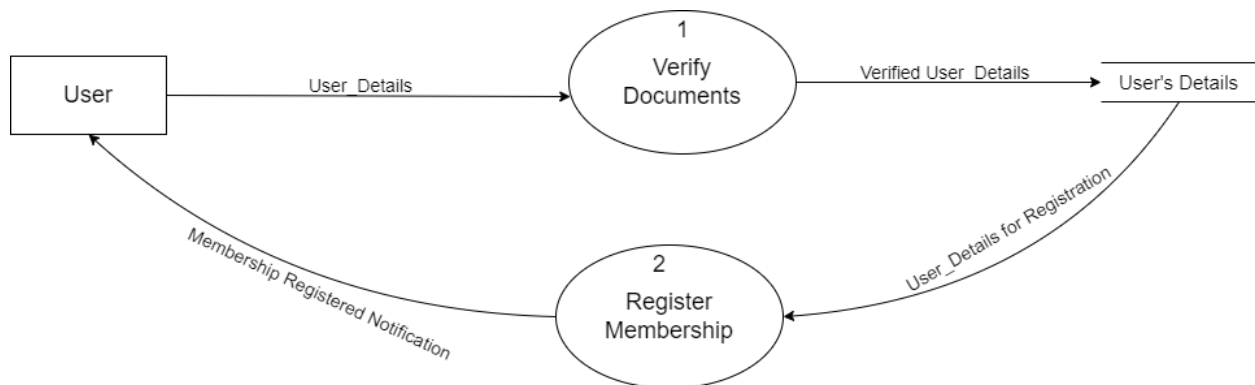 1
Verify
Documents
User
User_Details
Verified User_Details
User's Details
User_Details for Registration
2
Register
Membership
Membership Registered Notification